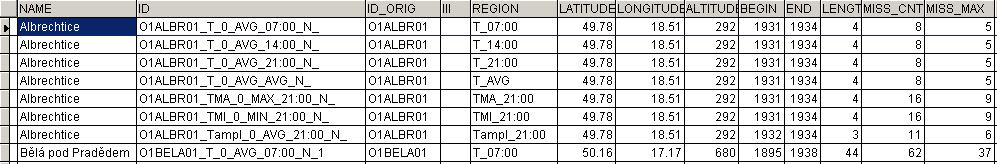 NAME ID ID_ORIG III REGION LATITUDE LONGITUDE ALTITUDE BEGIN END LENGT MISS_CNT MISS_MAX
Albrechtice O1ALBR01_T_0_AVG_07:00_N_ O1ALBR01 T_07:00 49.78 18.51 292 1931 1934 4 8 5
Albrechtice O1ALBR01_T_0_AVG_14:00_N_ O1ALBR01 T_14:00 49.78 18.51 292 1931 1934 4 8 5
Albrechtice O1ALBR01_T_0_AVG_21:00_N_ O1ALBR01 T_21:00 49.78 18.51 292 1931 1934 4 8 5
Albrechtice O1ALBR01_T_0_AVG_AVG_N_ O1ALBR01 T_AVG 49.78 18.51 292 1931 1934 4 8 5
Albrechtice O1ALBR01_TMA_0_MAX_21:00_N_ O1ALBR01 TMA_21:00 49.78 18.51 292 1931 1934 4 16 9
Albrechtice O1ALBR01_TMI_0_MIN_21:00_N_ O1ALBR01 TMI_21:00 49.78 18.51 292 1931 1934 4 16 9
Albrechtice O1ALBR01_Tampl_0_AVG_21:00_N_ O1ALBR01 Tampl_21:00 49.78 18.51 292 1932 1934 3 11 6
Bělá pod Pradědem O1BELA01_T_0_AVG_07:00_N_1 O1BELA01 T_07:00 50.16 17.17 680 1895 1938 44 62 37